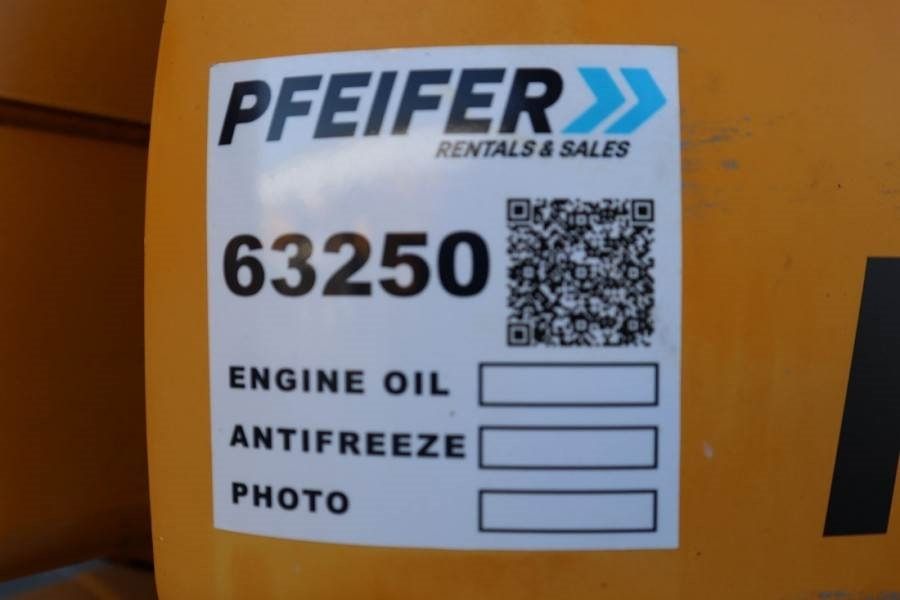 PFEIFER
RENTALS & SALES
63250
ENGINE OIL
ANTIFREEZE
PHOTO